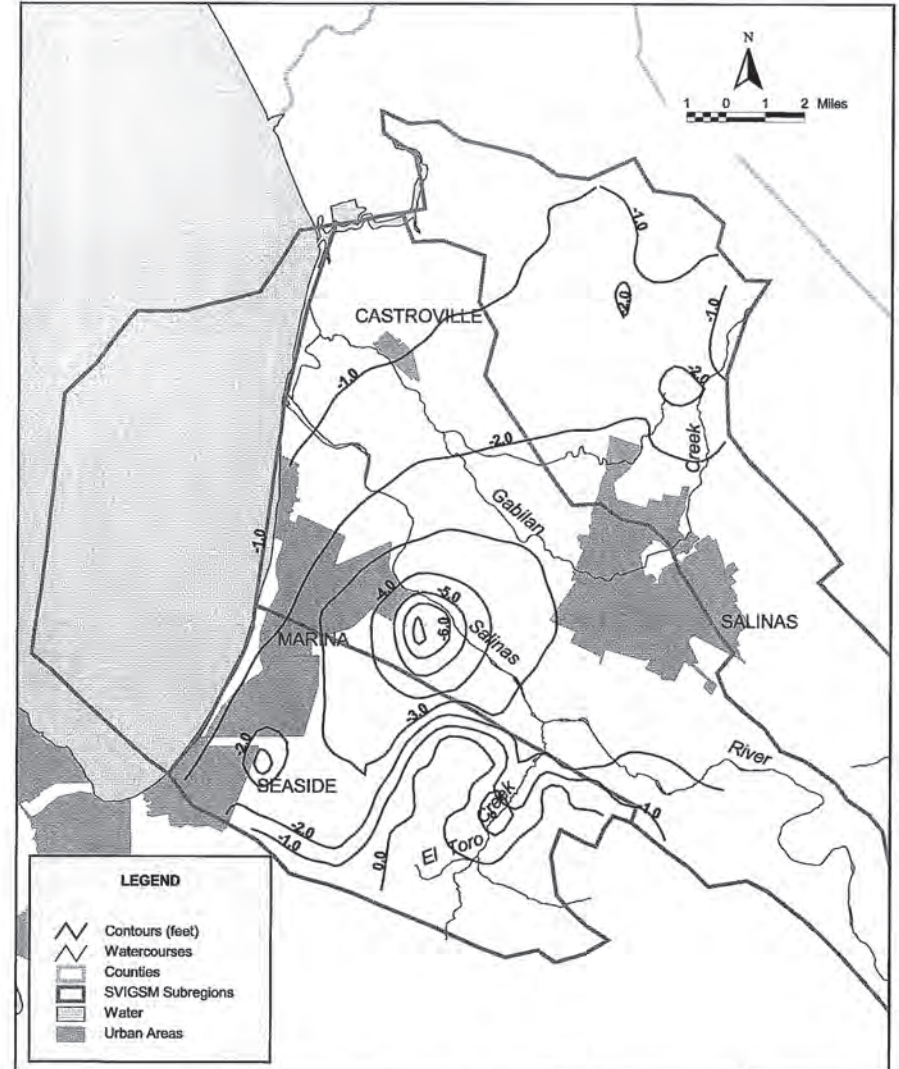 N
1 0 1 2 Miles
-1.0
-2.0
-1.0
CASTROVILLE
-1.0
-2.0
-2.0
Creek
Gabilan
-1.0
-4.0
-5.0
-6.0
Salinas
MARINA
SALINAS
-3.0
-2.0
River
SEASIDE
Creek
-1.0
-2.0
-1.0
El Toro
0.0
LEGEND
Contours (feet)
Watercourses
Counties
SVIGSM Subregions
Water
Urban Areas